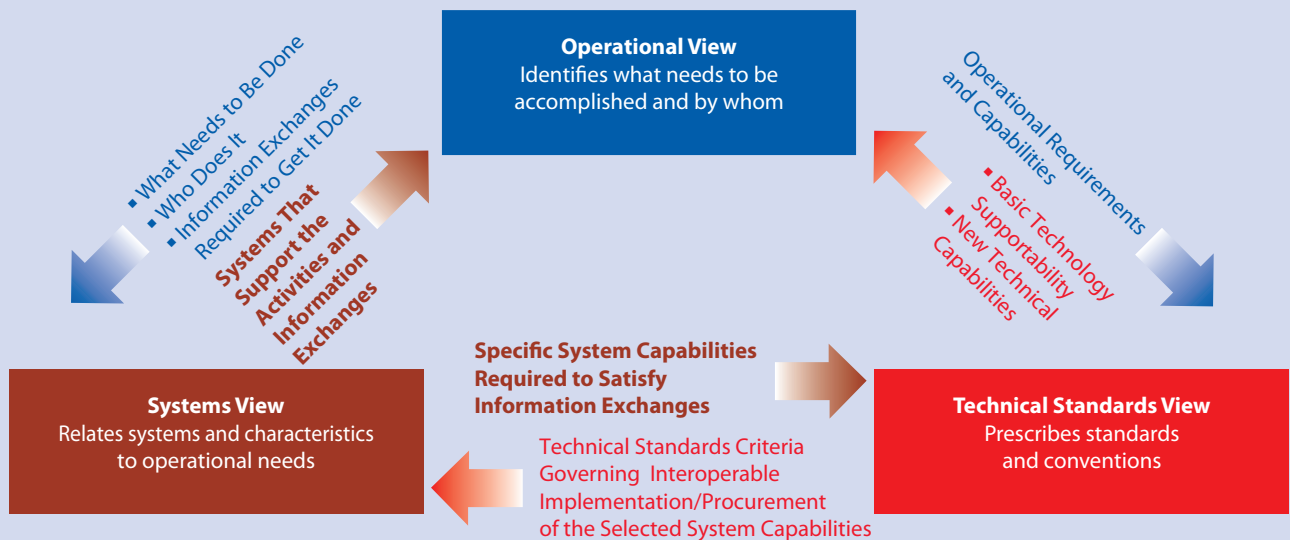 Operational View
Identifies what needs to be
accomplished and by whom
▪ What Needs to Be Done
▪ Who Does It
▪ Information Exchanges
Required to Get It Done
Systems That
Support the
Activities and
Information
Exchanges
Operational Requirements
and Capabilities
▪ Basic Technology
Supportability
▪ New Technical
Capabilities
Specific System Capabilities
Required to Satisfy
Information Exchanges
Systems View
Relates systems and characteristics
to operational needs
Technical Standards View
Prescribes standards
and conventions
Technical Standards Criteria
Governing Interoperable
Implementation/Procurement
of the Selected System Capabilities